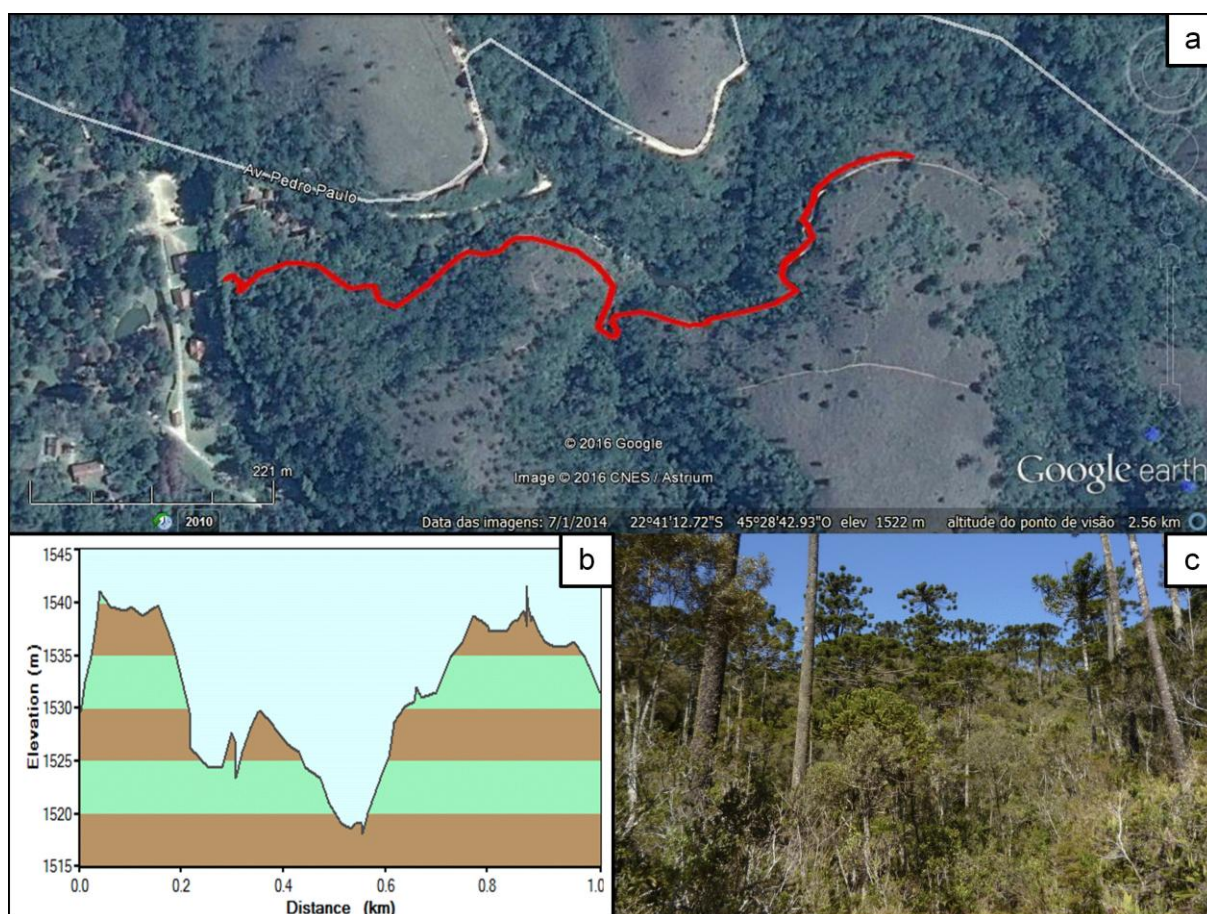 a
Av. Pedro Paulo
© 2016 Google
221 m
Image © 2016 CNES / Astrium
Google earth
2010
Data das imagens: 7/1/2014 22°41'12.72"S 45°28'42.93"O elev 1522 m altitude do ponto de visão 2.56 km
b
1545
1540
1535
1530
1525
1520
1515
Elevation (m)
0.0 0.2 0.4 0.6 0.8 1.0
Distance (km)
c